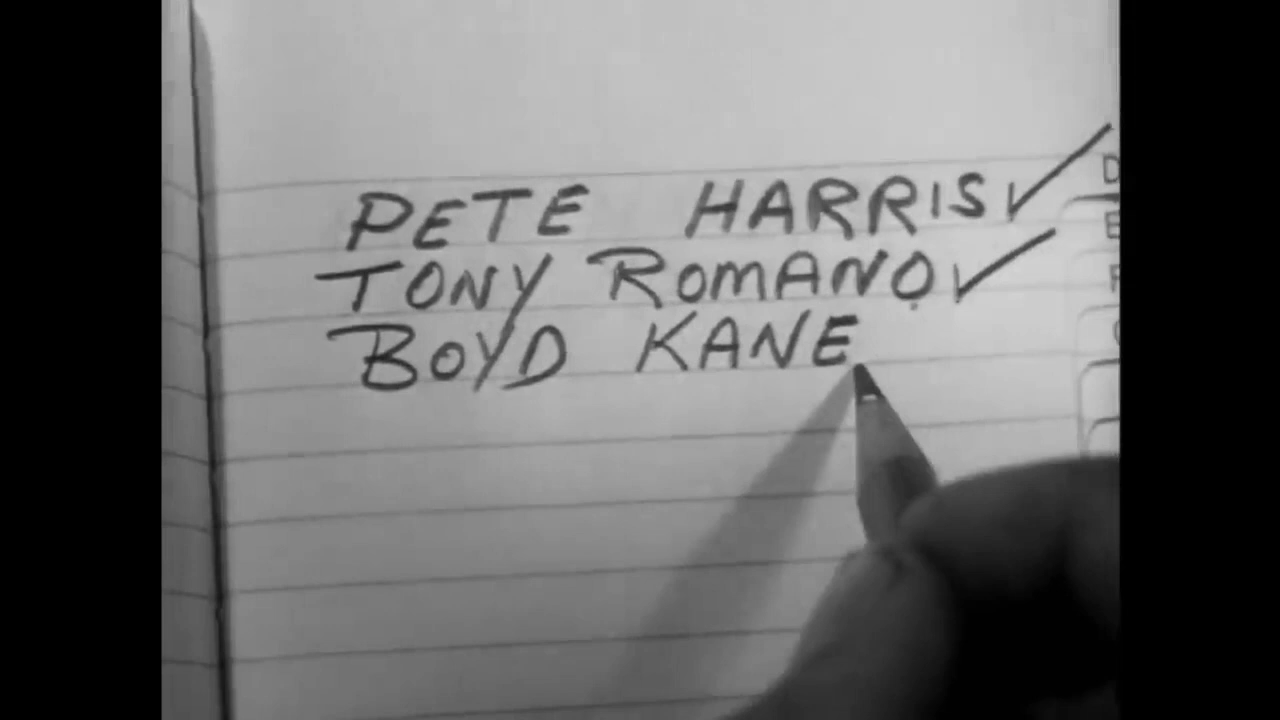 PETE HARRIS ✓
TONY ROMANO ✓
BOYD KANE
D
E
F